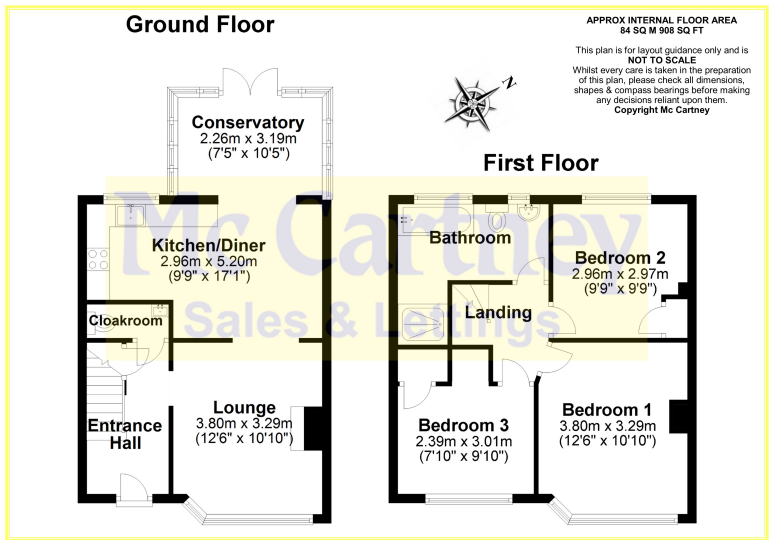 Ground Floor
APPROX INTERNAL FLOOR AREA
84 SQ M 908 SQ FT
This plan is for layout guidance only and is
NOT TO SCALE
Whilst every care is taken in the preparation
of this plan, please check all dimensions,
shapes & compass bearings before making
any decisions reliant upon them.
Copyright Mc Cartney
N
Conservatory
2.26m x 3.19m
(7'5" x 10'5")
First Floor
Mc Cartney
Sales & Lettings
Kitchen/Diner
2.96m x 5.20m
(9'9" x 17'1")
Cloakroom
Lounge
3.80m x 3.29m
(12'6" x 10'10")
Entrance
Hall
Bathroom
Bedroom 2
2.96m x 2.97m
(9'9" x 9'9")
Landing
Bedroom 3
2.39m x 3.01m
(7'10" x 9'10")
Bedroom 1
3.80m x 3.29m
(12'6" x 10'10")